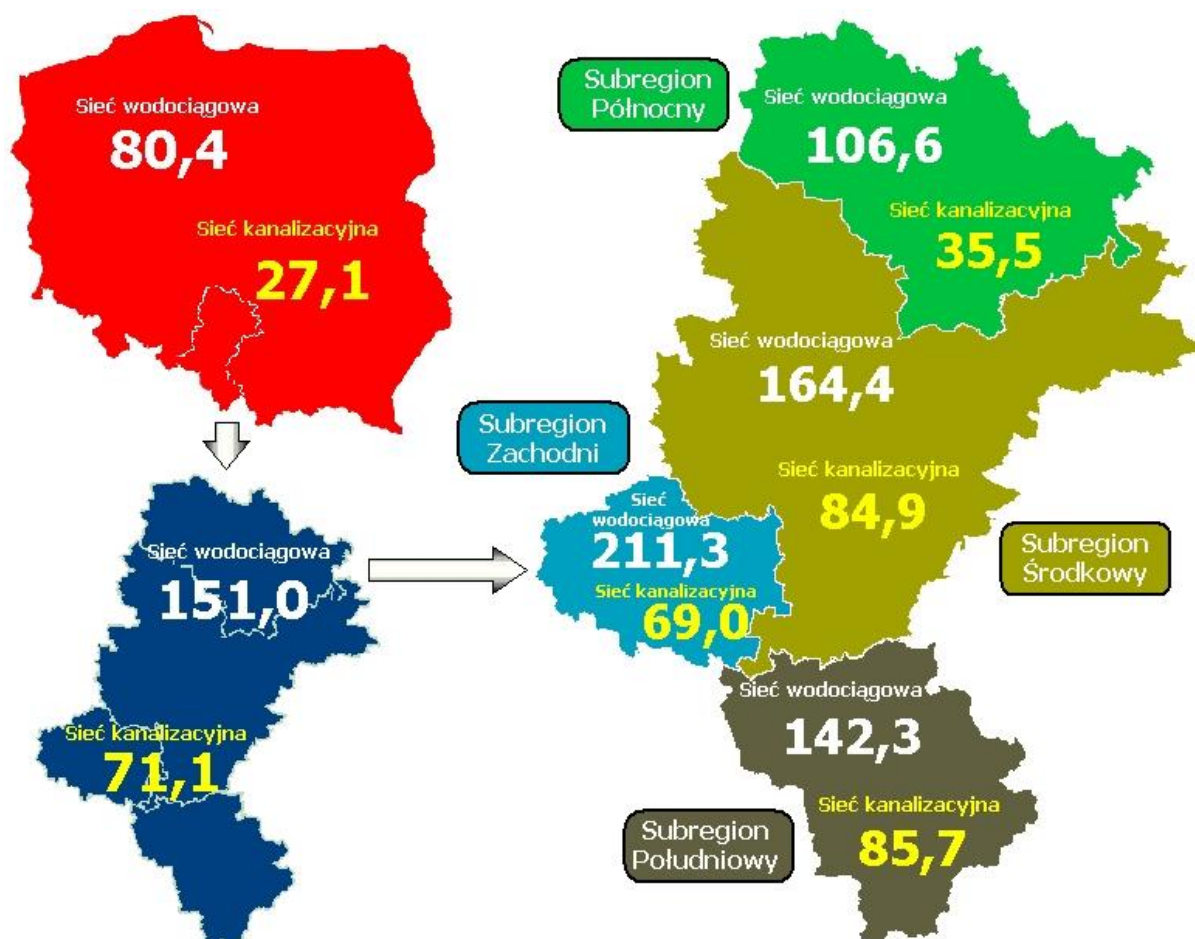 Sieć wodociągowa
80,4
Sieć kanalizacyjna
27,1
Sieć wodociągowa
151,0
Sieć kanalizacyjna
71,1
Subregion
Północny
Sieć wodociągowa
106,6
Sieć kanalizacyjna
35,5
Sieć wodociągowa
164,4
Sieć kanalizacyjna
84,9
Subregion
Środkowy
Subregion
Zachodni
Sieć
wodociągowa
211,3
Sieć kanalizacyjna
69,0
Sieć wodociągowa
142,3
Sieć kanalizacyjna
85,7
Subregion
Południowy